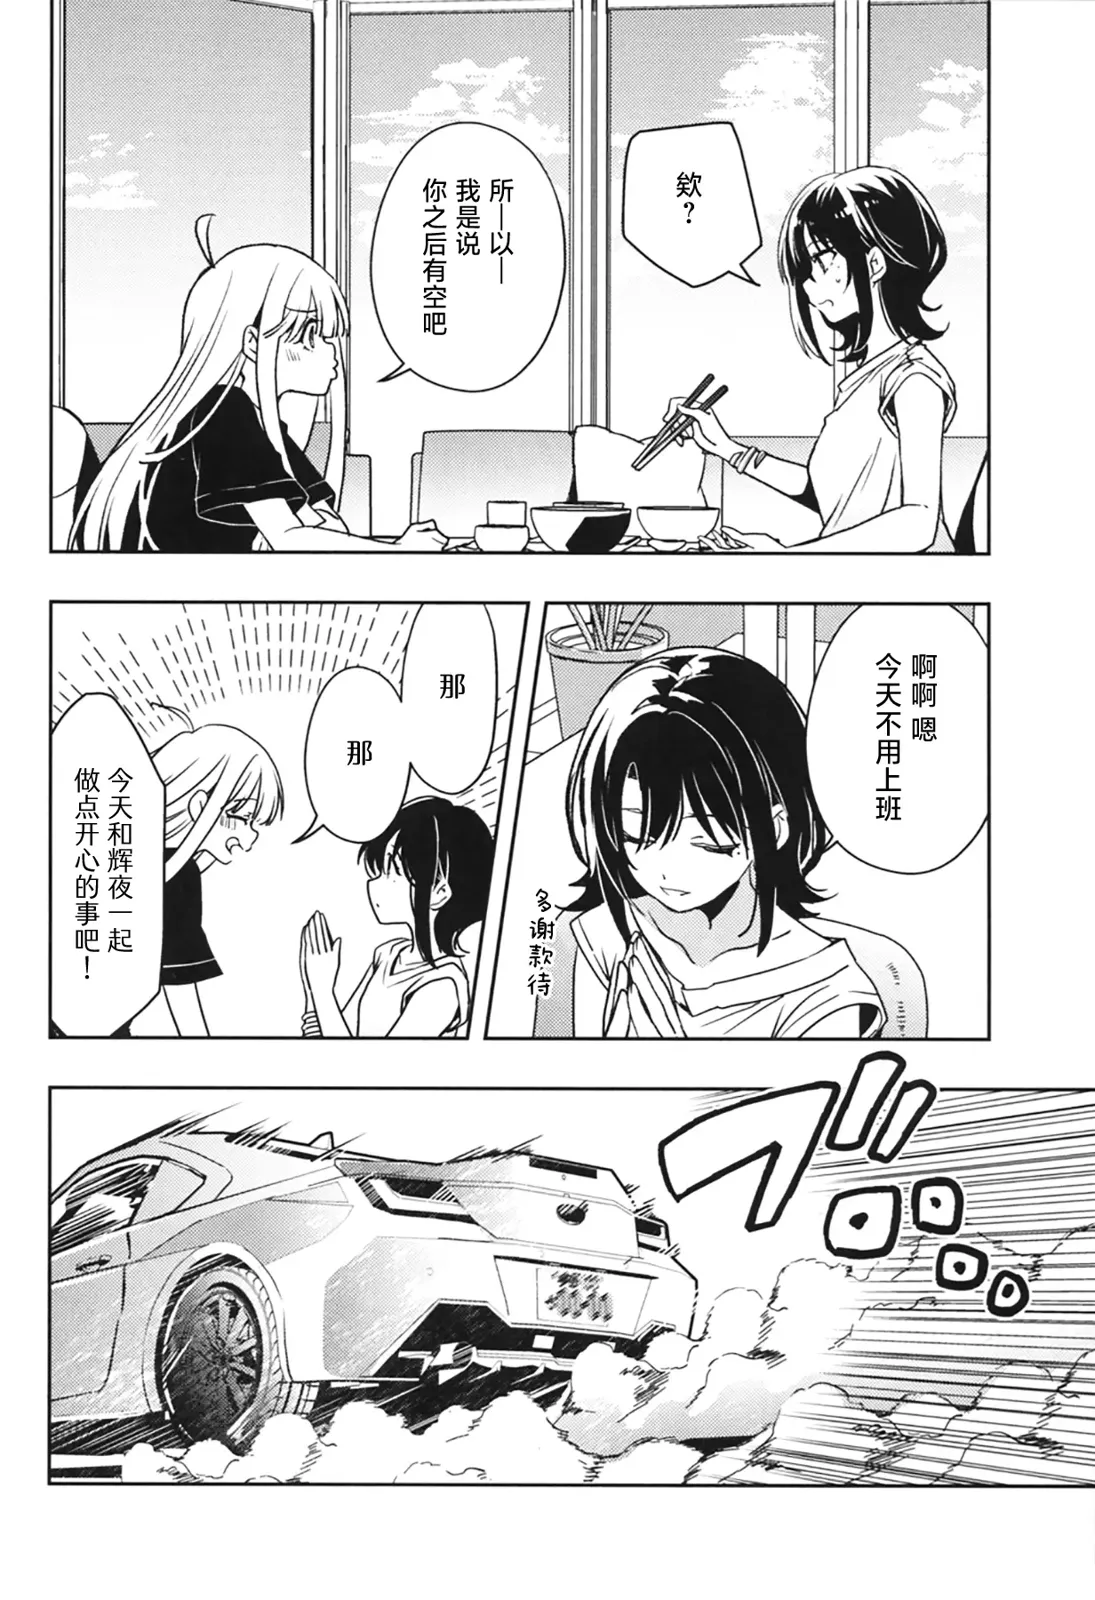 欸?
所—以—
我是说
你之后有空吧
啊啊 嗯
今天不用上班
多谢款待
那
那
今天和辉夜一起
做点开心的事吧!
ブロロロ。